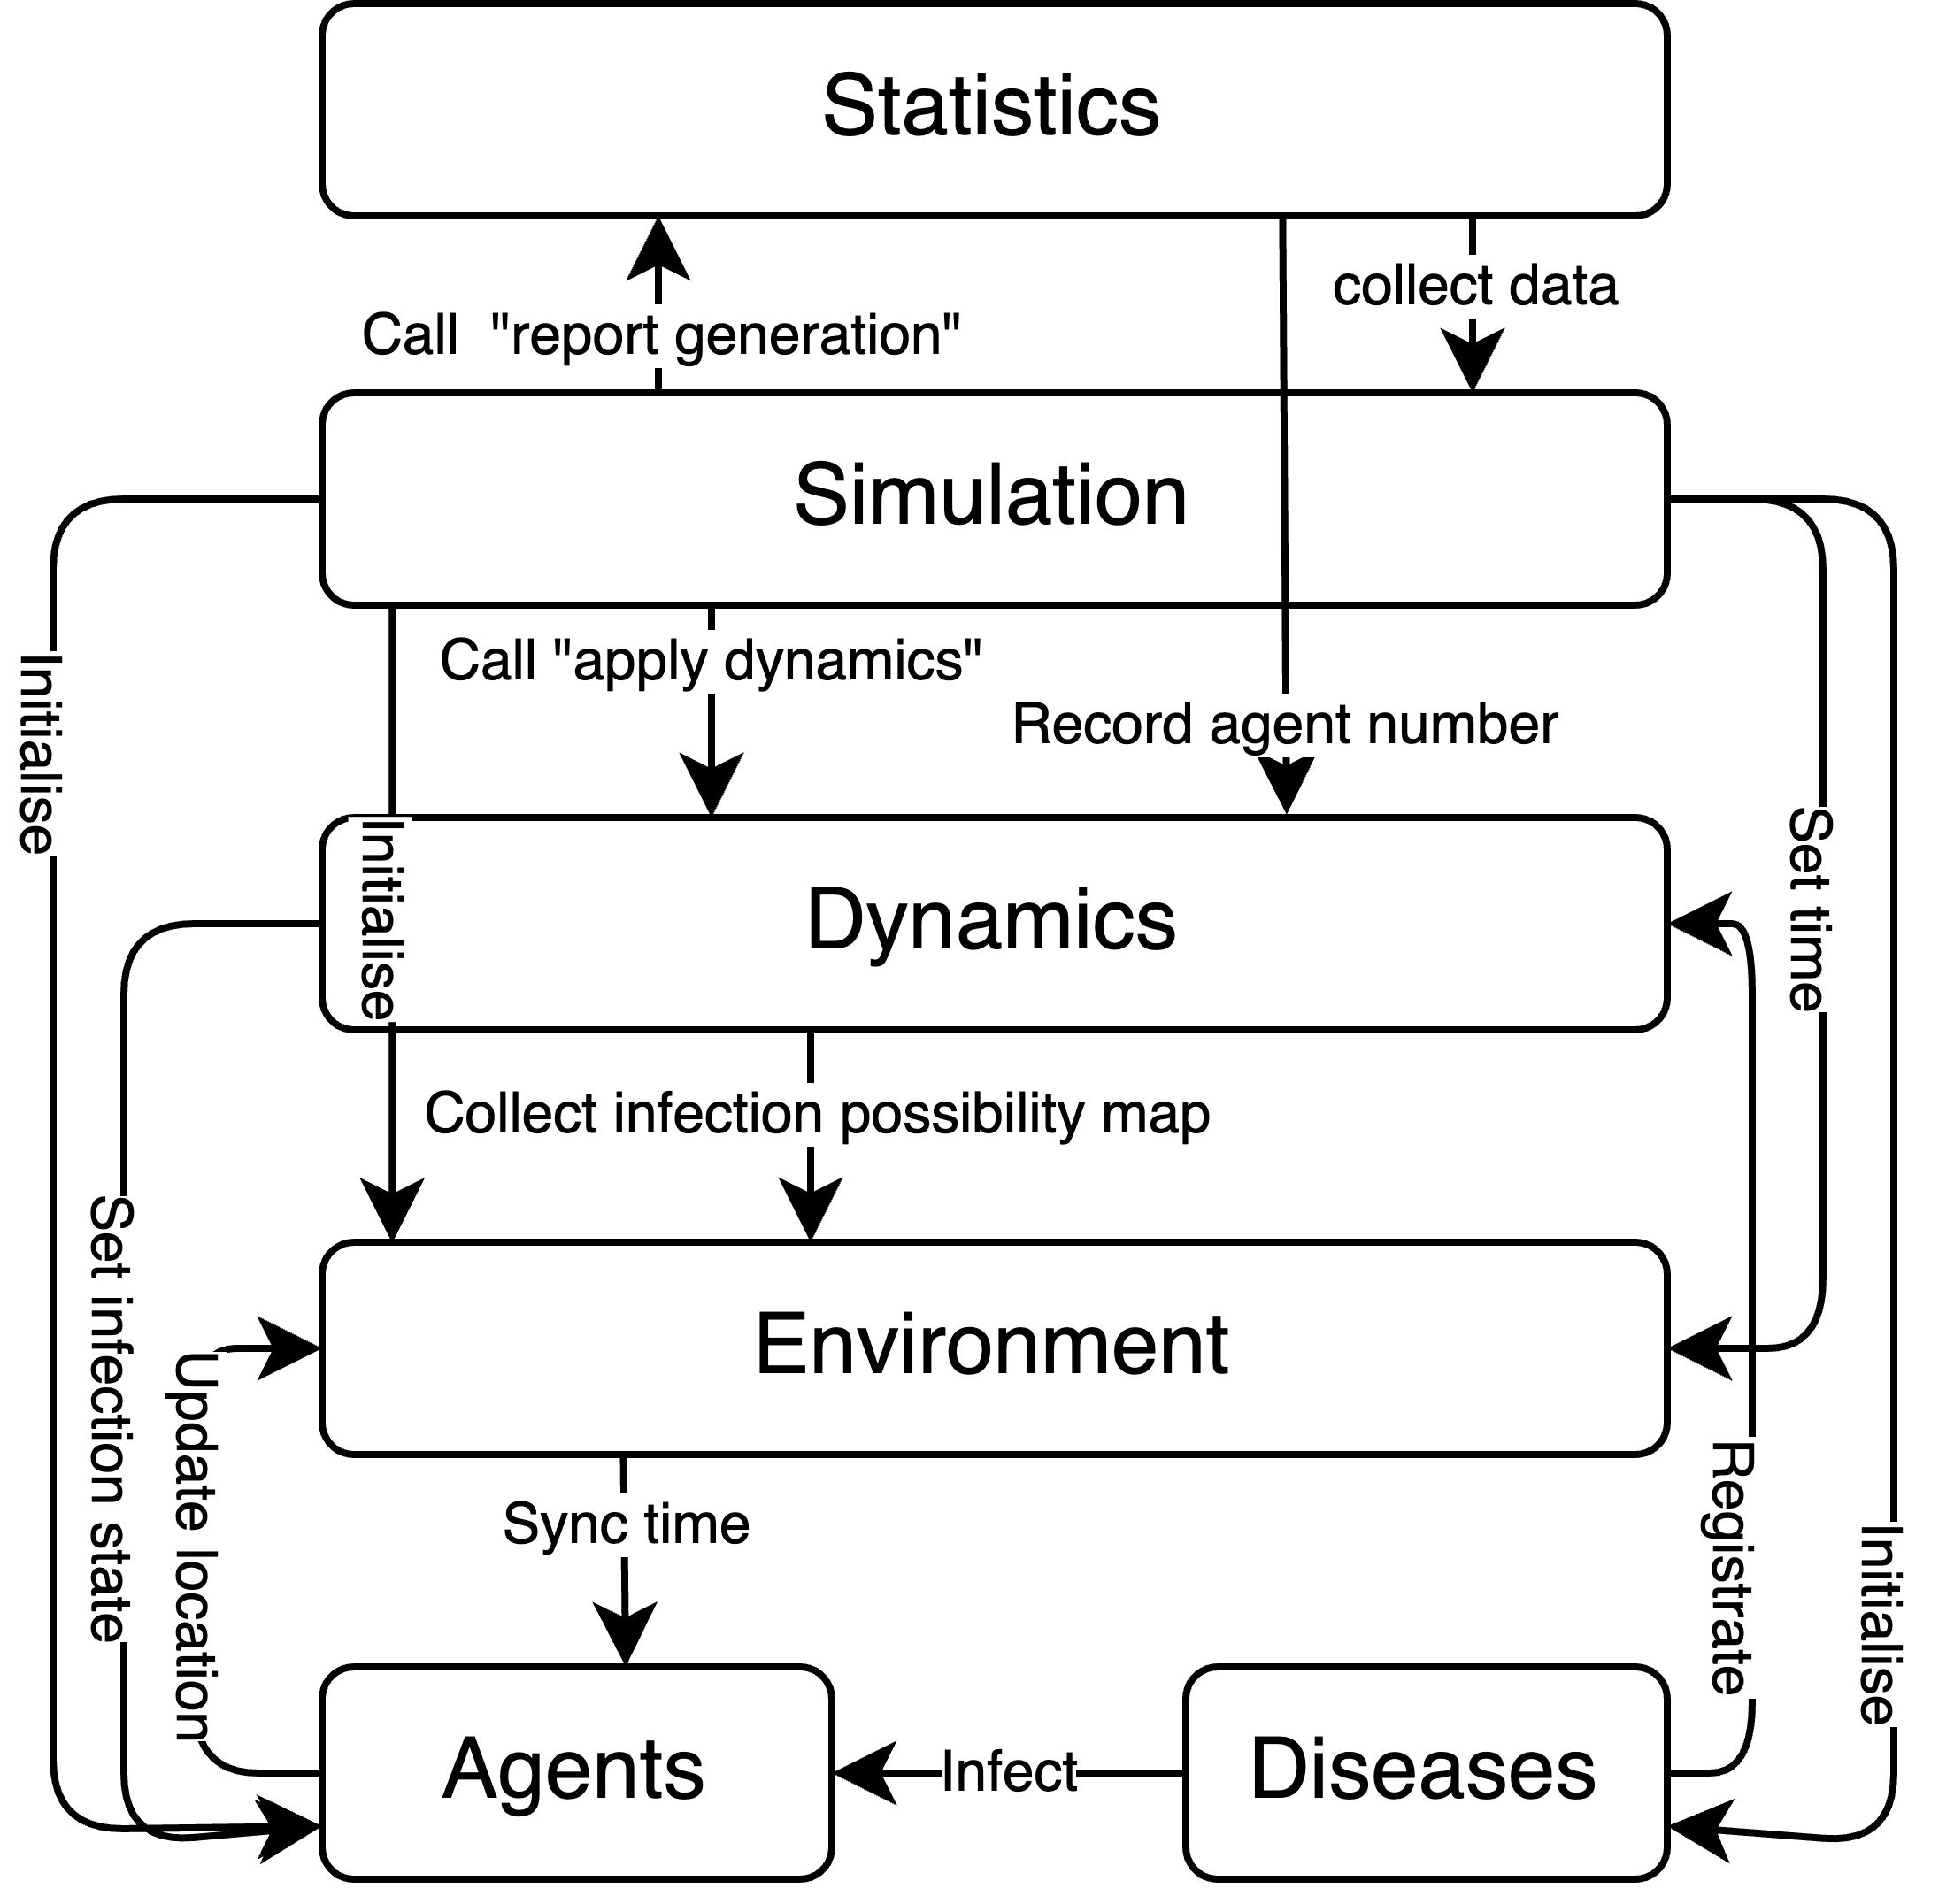 Statistics
collect data
Call "report generation"
Simulation
Initialise
Call "apply dynamics"
Record agent number
Set time
Initialise
Dynamics
Collect infection possibility map
Set infection state
Update location
Environment
Registrate
Sync time
Initialise
Agents
Infect
Diseases